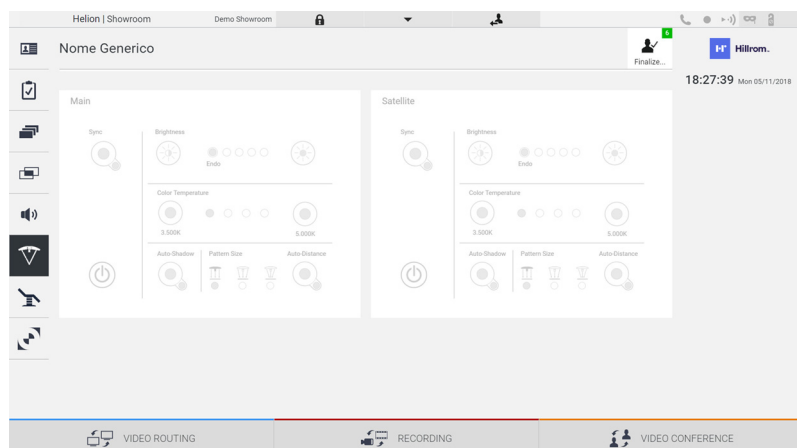 Helion | Showroom
Demo Showroom
Nome Generico
6
Finalize...
Hillrom.
18:27:39 Mon 05/11/2018
Main
Sync
Brightness
Endo
Color Temperature
3.500K
5.000K
Auto-Shadow
Pattern Size
Auto-Distance
Satellite
Sync
Brightness
Endo
Color Temperature
3.500K
5.000K
Auto-Shadow
Pattern Size
Auto-Distance
VIDEO ROUTING
RECORDING
VIDEO CONFERENCE